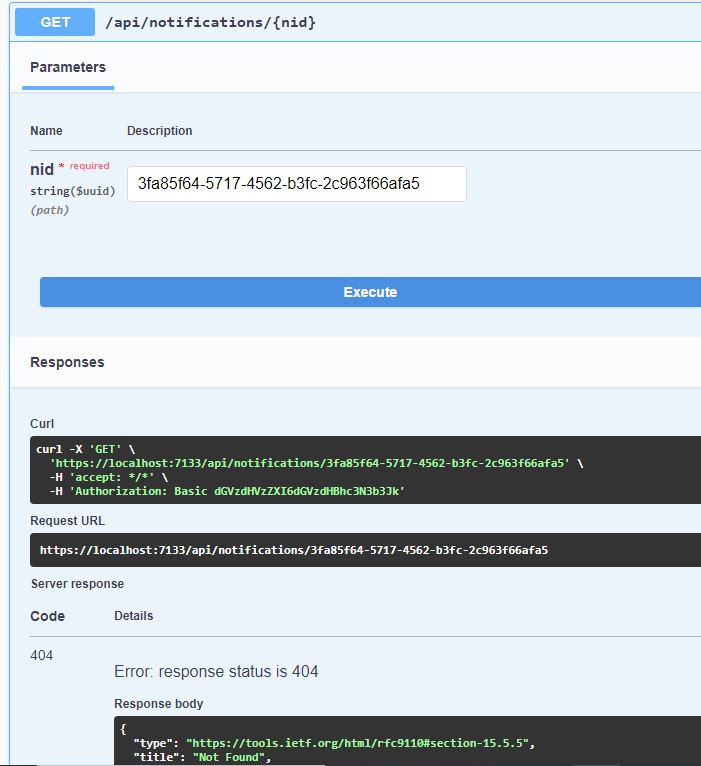 GET /api/notifications/{nid}
Parameters
Name Description
nid * required
string($uuid)
(path)
3fa85f64-5717-4562-b3fc-2c963f66afa5
Execute
Responses
Curl
curl -X 'GET' \
'https://localhost:7133/api/notifications/3fa85f64-5717-4562-b3fc-2c963f66afa5' \
-H 'accept: */*' \
-H 'Authorization: Basic dGVzdHVzZXI6dGVzdHBhc3N3b3Jk'
Request URL
https://localhost:7133/api/notifications/3fa85f64-5717-4562-b3fc-2c963f66afa5
Server response
Code Details
404
Error: response status is 404
Response body
{
"type": "https://tools.ietf.org/html/rfc9110#section-15.5.5",
"title": "Not Found",